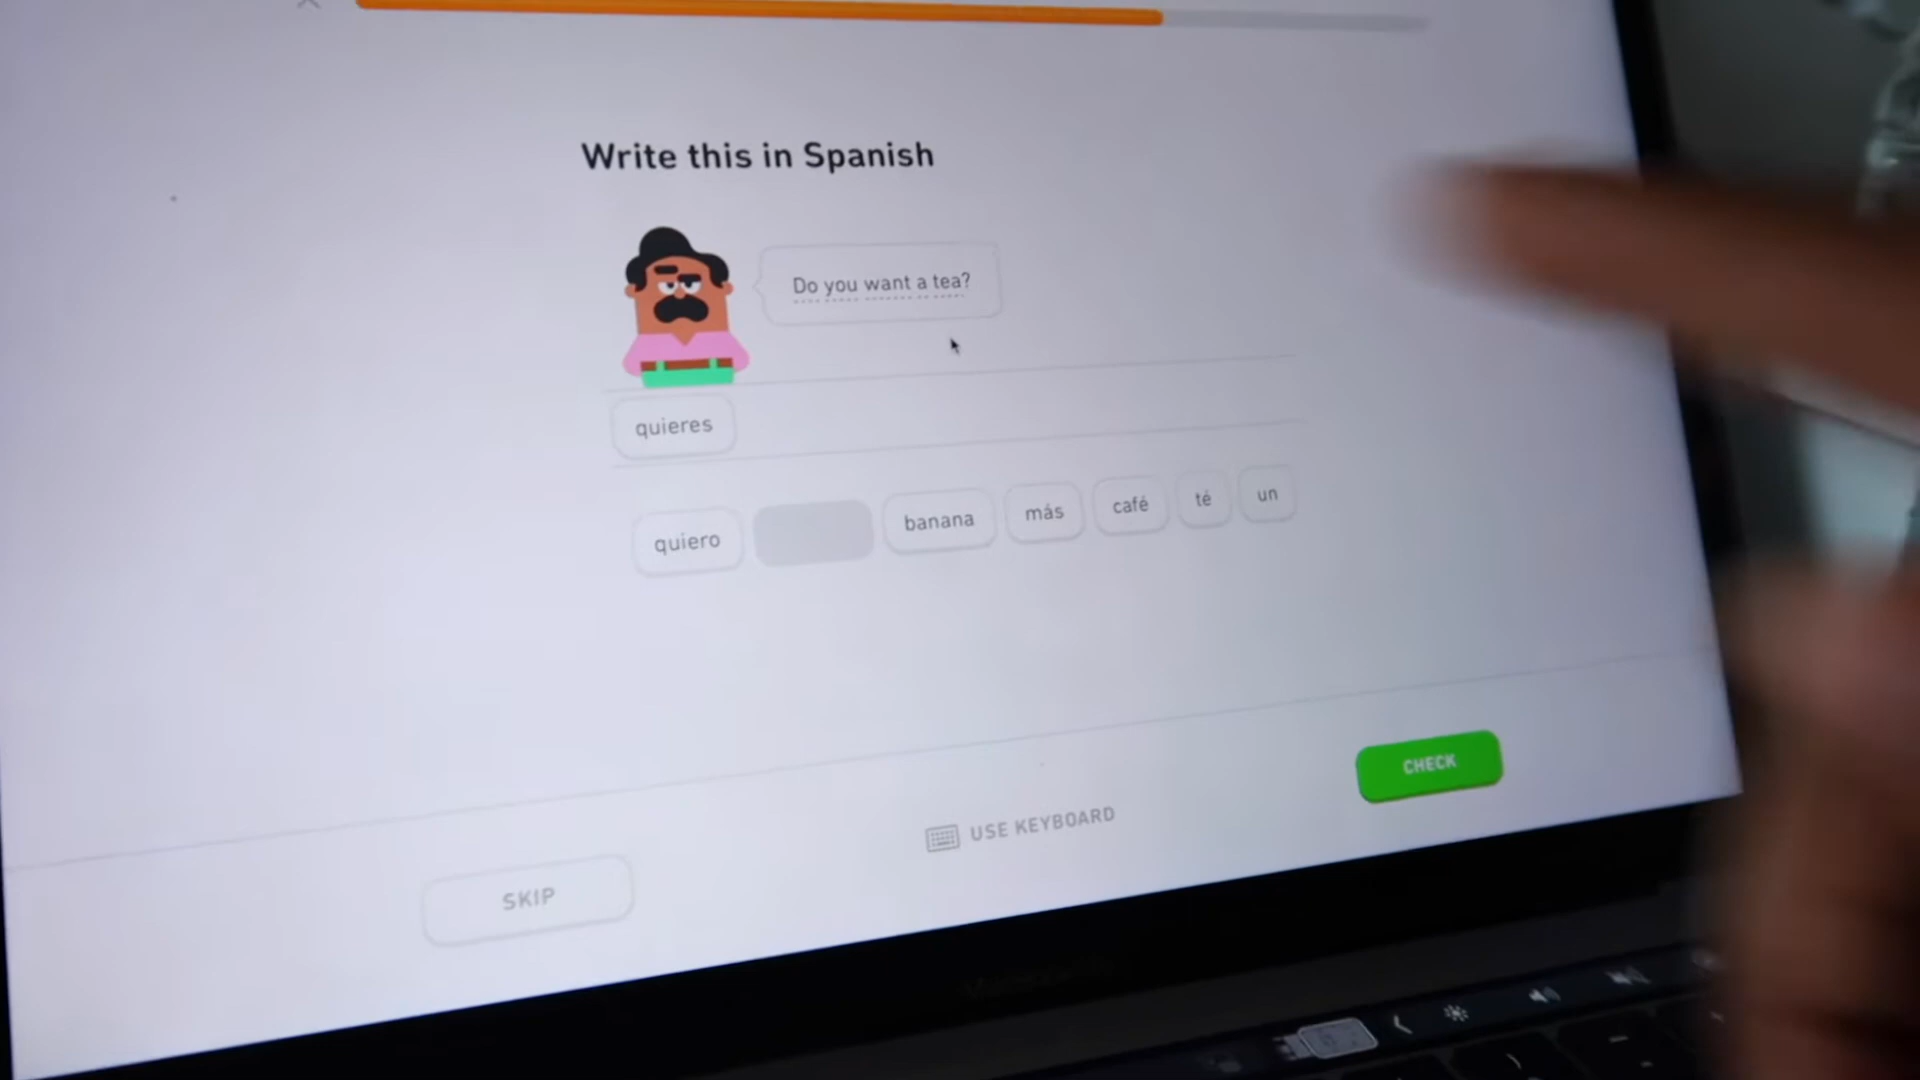 Write this in Spanish
Do you want a tea?
quieres
quiero banana más café té un
CHECK
USE KEYBOARD
SKIP